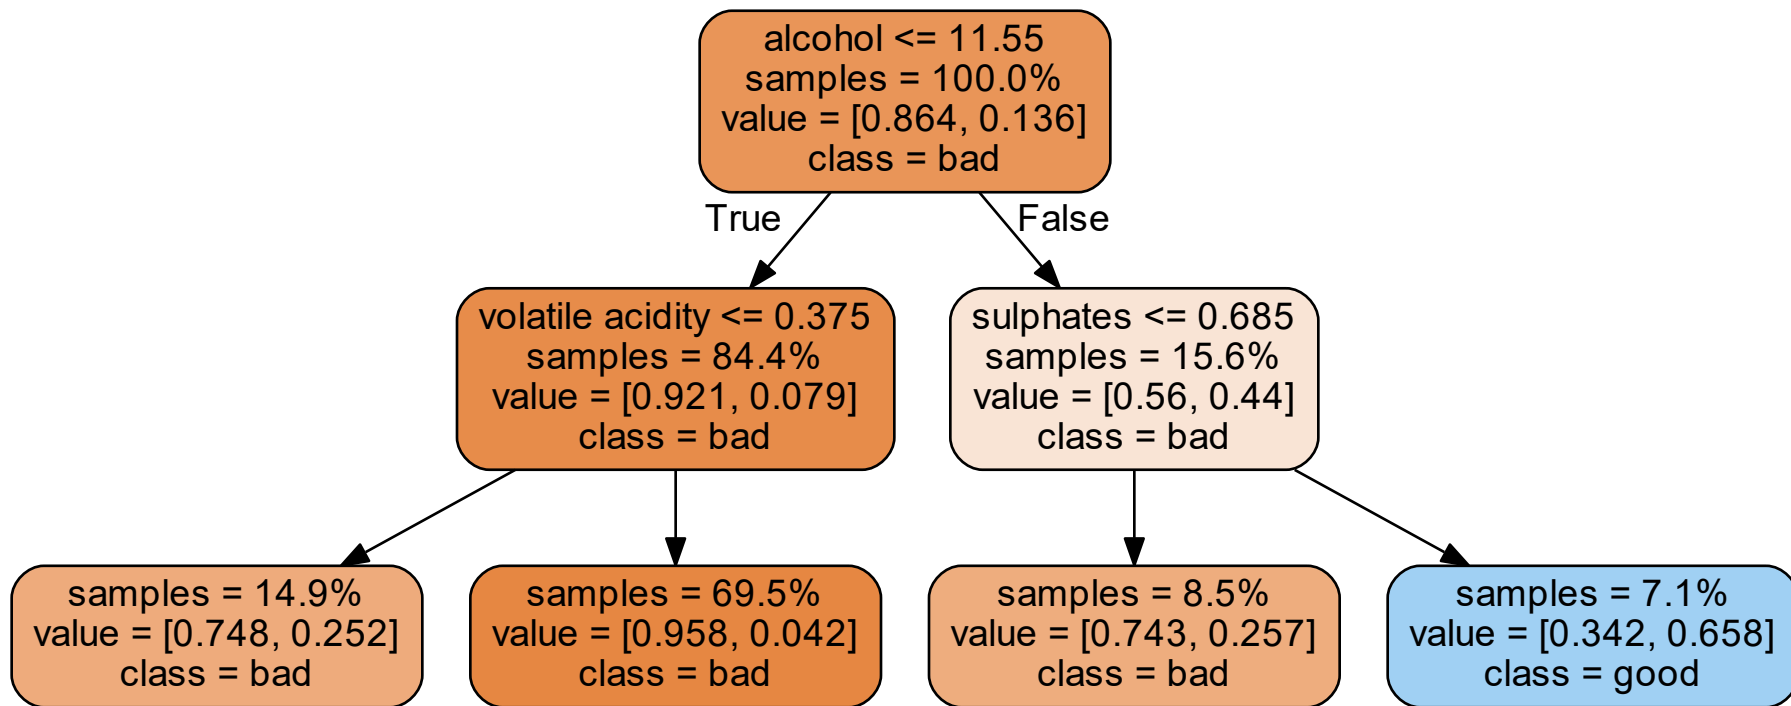 alcohol <= 11.55
samples = 100.0%
value = [0.864, 0.136]
class = bad
True
False
volatile acidity <= 0.375
samples = 84.4%
value = [0.921, 0.079]
class = bad
sulphates <= 0.685
samples = 15.6%
value = [0.56, 0.44]
class = bad
samples = 14.9%
value = [0.748, 0.252]
class = bad
samples = 69.5%
value = [0.958, 0.042]
class = bad
samples = 8.5%
value = [0.743, 0.257]
class = bad
samples = 7.1%
value = [0.342, 0.658]
class = good